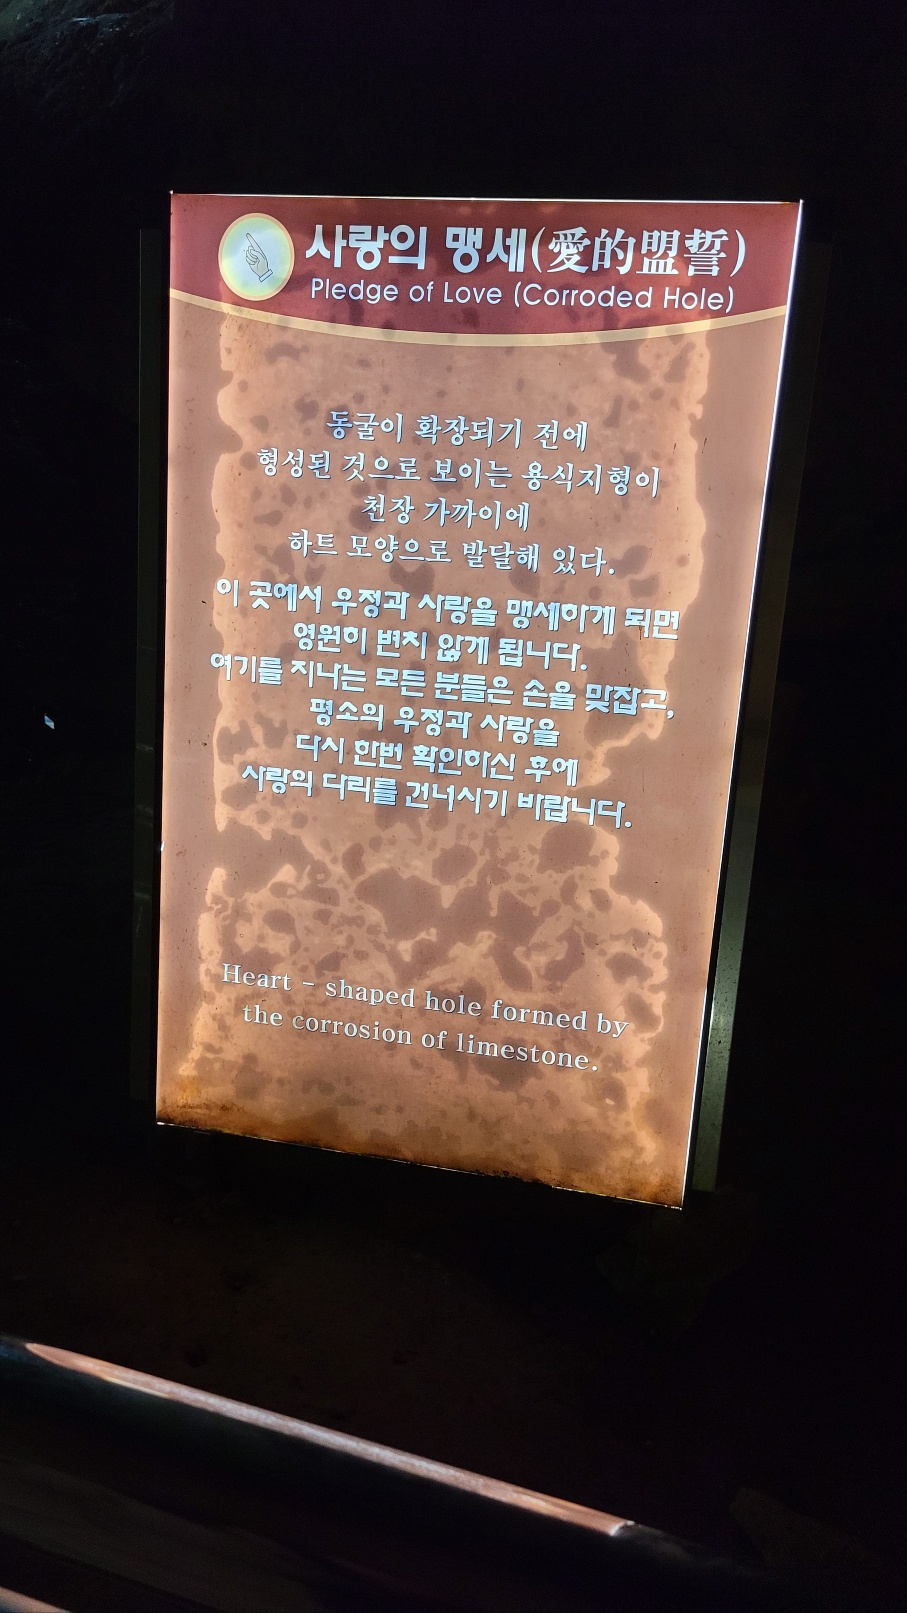 사랑의 맹세(愛的盟誓)
Pledge of Love (Corroded Hole)
동굴이 확장되기 전에
형성된 것으로 보이는 용식지형이
천장 가까이에
하트 모양으로 발달해 있다.
이 곳에서 우정과 사랑을 맹세하게 되면
영원히 변치 않게 됩니다.
여기를 지나는 모든 분들은 손을 맞잡고,
평소의 우정과 사랑을
다시 한번 확인하신 후에
사랑의 다리를 건너시기 바랍니다.
Heart - shaped hole formed by
the corrosion of limestone.